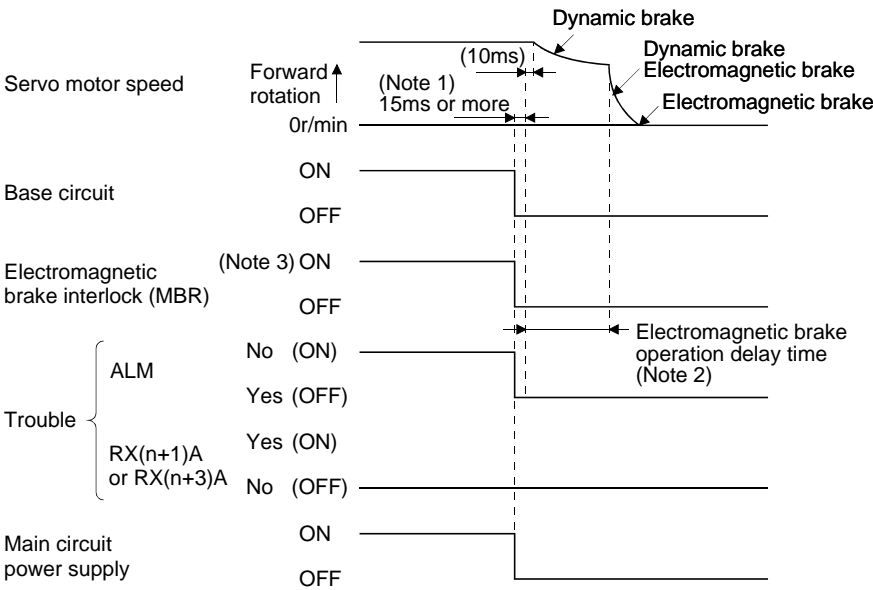 Dynamic brake
(10ms)
Dynamic brake
Electromagnetic brake
Servo motor speed
Forward
rotation
(Note 1)
15ms or more
Electromagnetic brake
0r/min
ON
Base circuit
OFF
Electromagnetic
brake interlock (MBR)
(Note 3) ON
OFF
Electromagnetic brake
operation delay time
(Note 2)
Trouble
ALM
No (ON)
Yes (OFF)
RX(n+1)A
or RX(n+3)A
Yes (ON)
No (OFF)
Main circuit
power supply
ON
OFF